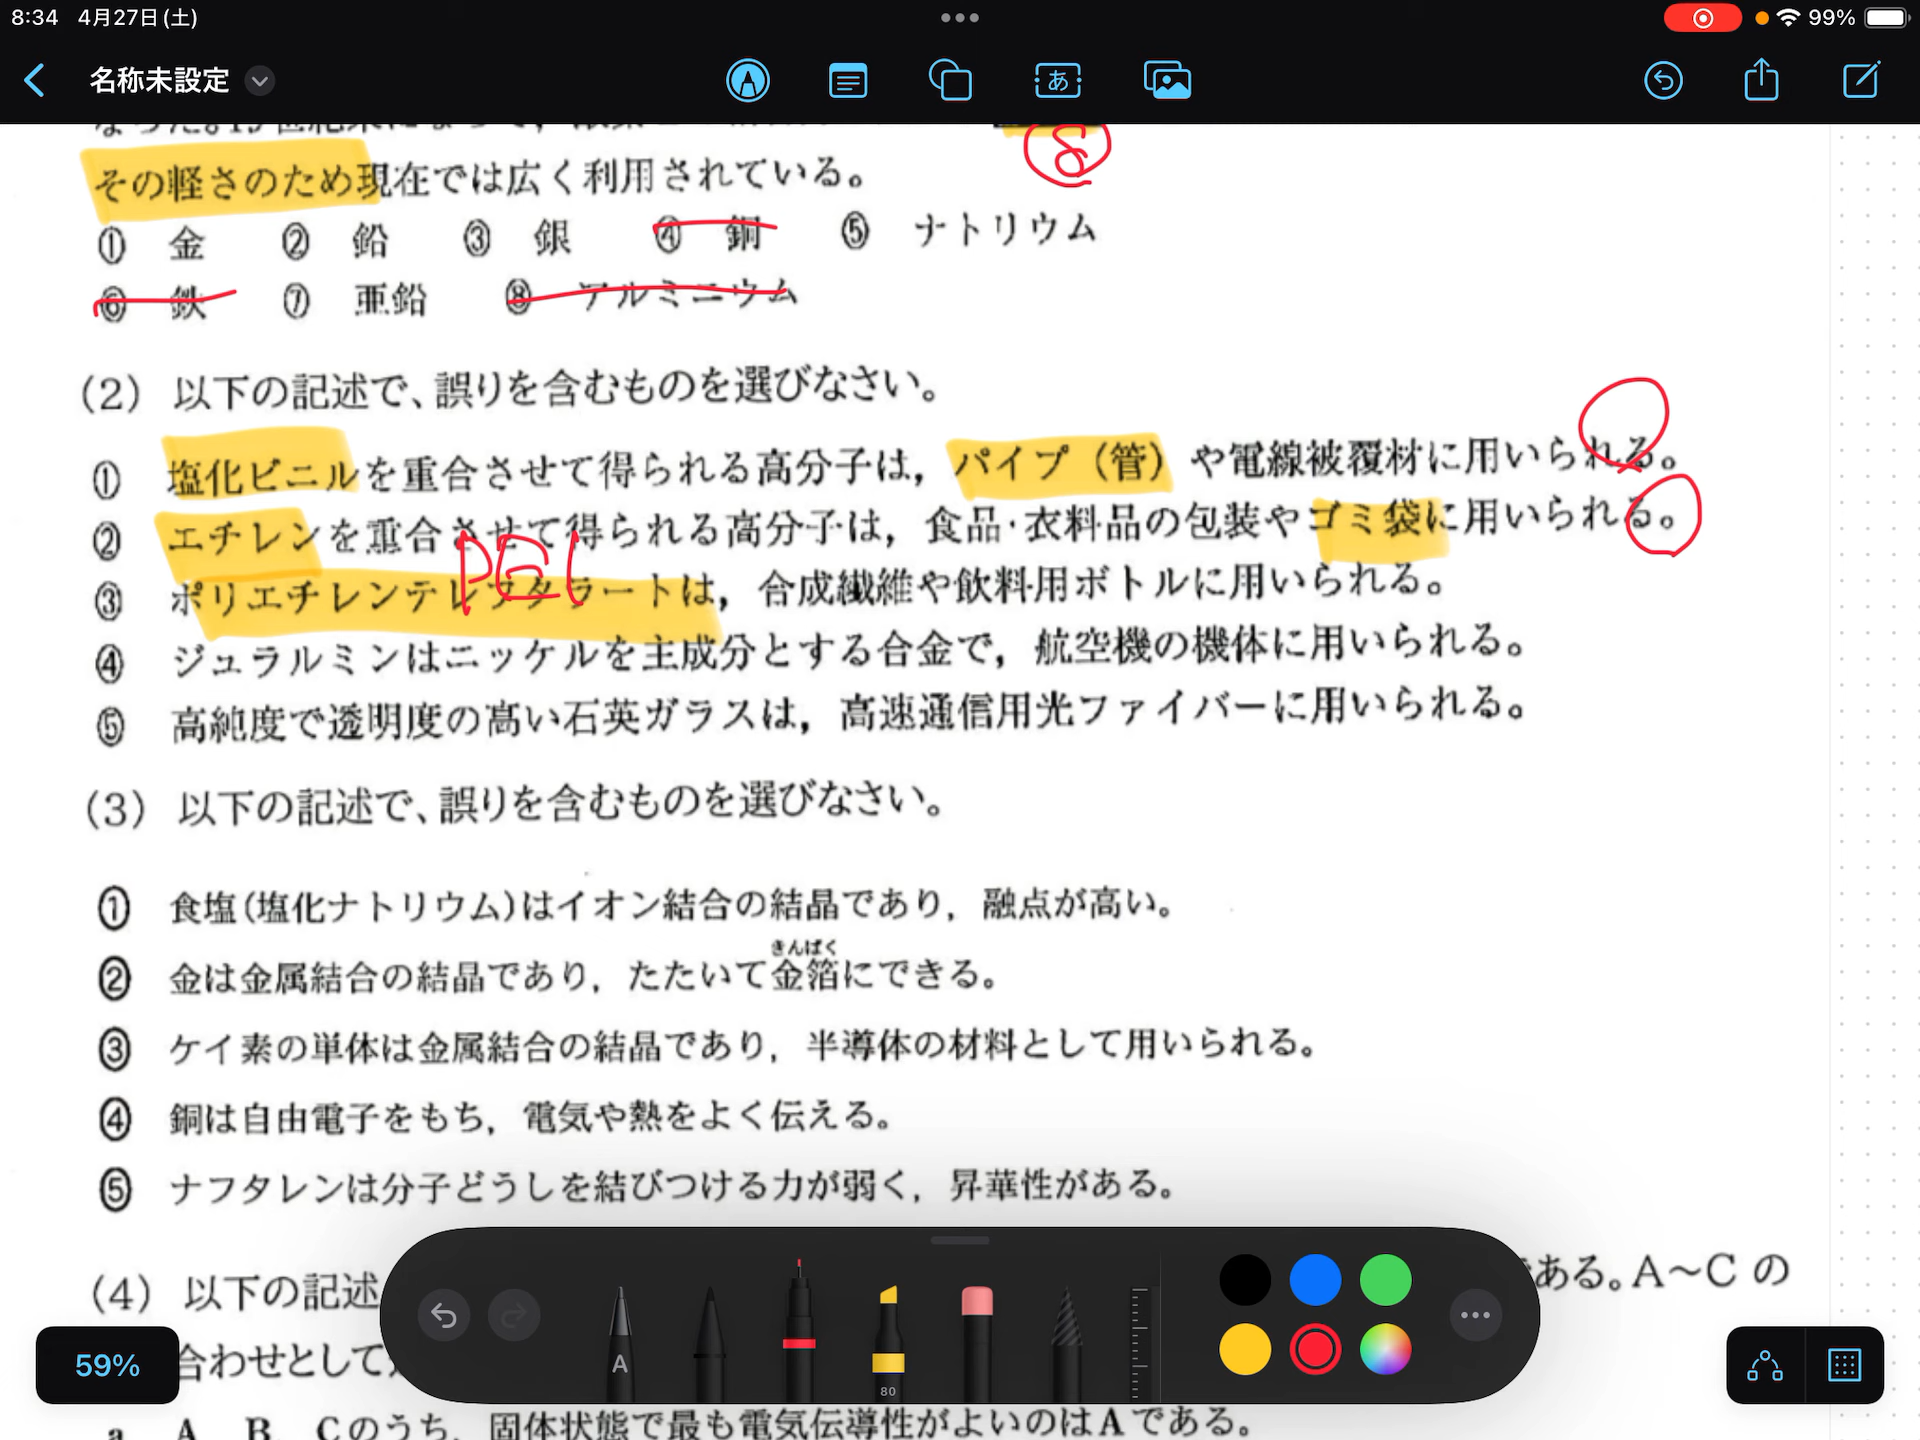 8:34 4月27日(土)
99%
名称未設定
あ
⑧
その軽さのため現在では広く利用されている。
① 金 ② 鉛 ③ 銀 ④ 銅 ⑤ ナトリウム
⑥ 鉄 ⑦ 亜鉛 ⑧ アルミニウム
(2) 以下の記述で、誤りを含むものを選びなさい。
① 塩化ビニルを重合させて得られる高分子は，パイプ（管）や電線被覆材に用いられる。
② エチレンを重合させて得られる高分子は，食品・衣料品の包装やゴミ袋に用いられる。
③ ポリエチレンテレフタラートは，合成繊維や飲料用ボトルに用いられる。
④ ジュラルミンはニッケルを主成分とする合金で，航空機の機体に用いられる。
⑤ 高純度で透明度の高い石英ガラスは，高速通信用光ファイバーに用いられる。
(3) 以下の記述で、誤りを含むものを選びなさい。
① 食塩(塩化ナトリウム)はイオン結合の結晶であり，融点が高い。
きんぱく
② 金は金属結合の結晶であり，たたいて金箔にできる。
③ ケイ素の単体は金属結合の結晶であり，半導体の材料として用いられる。
④ 銅は自由電子をもち，電気や熱をよく伝える。
⑤ ナフタレンは分子どうしを結びつける力が弱く，昇華性がある。
(4) 以下の記述 である。A～C の
合わせとして
a A，B，Cのうち，固体状態で最も電気伝導性がよいのはAである。
A
80
59%